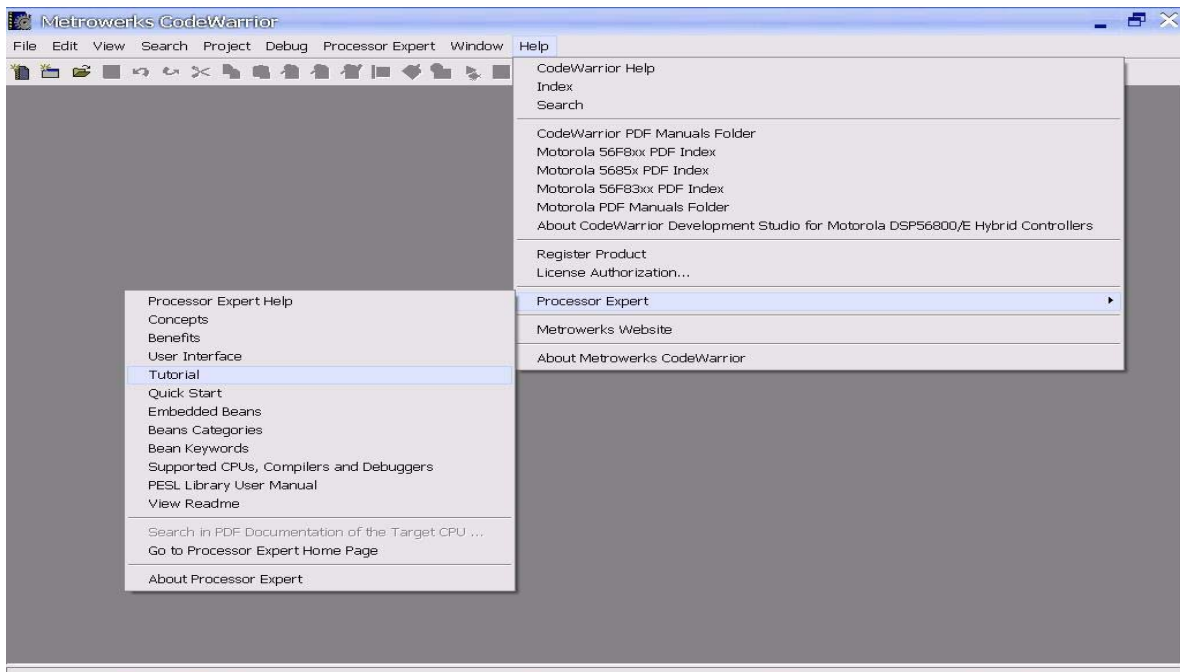 Metrowerks CodeWarrior
File Edit View Search Project Debug Processor Expert Window Help
CodeWarrior Help
Index
Search
CodeWarrior PDF Manuals Folder
Motorola 56F8xx PDF Index
Motorola 5685x PDF Index
Motorola 56F83xx PDF Index
Motorola PDF Manuals Folder
About CodeWarrior Development Studio for Motorola DSP56800/E Hybrid Controllers
Register Product
License Authorization...
Processor Expert
Metrowerks Website
About Metrowerks CodeWarrior
Processor Expert Help
Concepts
Benefits
User Interface
Tutorial
Quick Start
Embedded Beans
Beans Categories
Bean Keywords
Supported CPUs, Compilers and Debuggers
PESL Library User Manual
View Readme
Search in PDF Documentation of the Target CPU ...
Go to Processor Expert Home Page
About Processor Expert